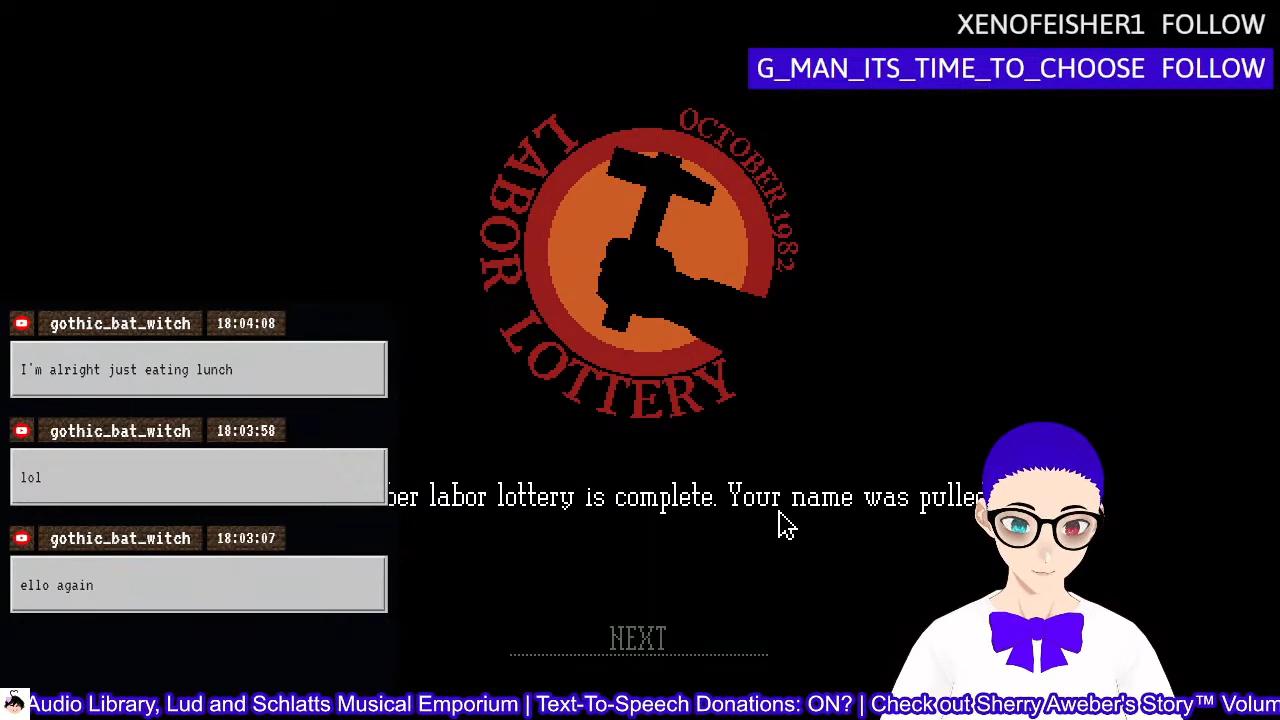 XENOFEISHER1 FOLLOW
G_MAN_ITS_TIME_TO_CHOOSE FOLLOW
LABOR LOTTERY
OCTOBER 1982
gothic_bat_witch 18:04:08
I'm alright just eating lunch
gothic_bat_witch 18:03:58
lol
ber labor lottery is complete. Your name was pulled
gothic_bat_witch 18:03:07
ello again
NEXT
Audio Library, Lud and Schlatts Musical Emporium | Text-To-Speech Donations: ON? | Check out Sherry Aweber's Story™ Volum